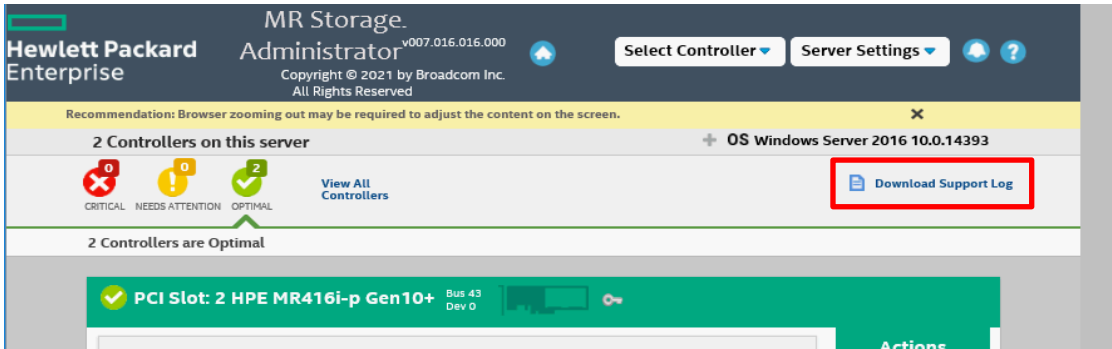 MR Storage.
Hewlett Packard
Enterprise
Administrator v007.016.016.000
Copyright © 2021 by Broadcom Inc.
All Rights Reserved
Select Controller
Server Settings
?
Recommendation: Browser zooming out may be required to adjust the content on the screen.
2 Controllers on this server
OS Windows Server 2016 10.0.14393
0
0
2
CRITICAL
NEEDS ATTENTION
OPTIMAL
View All
Controllers
Download Support Log
2 Controllers are Optimal
PCI Slot: 2 HPE MR416i-p Gen10+
Bus 43
Dev 0
Actions